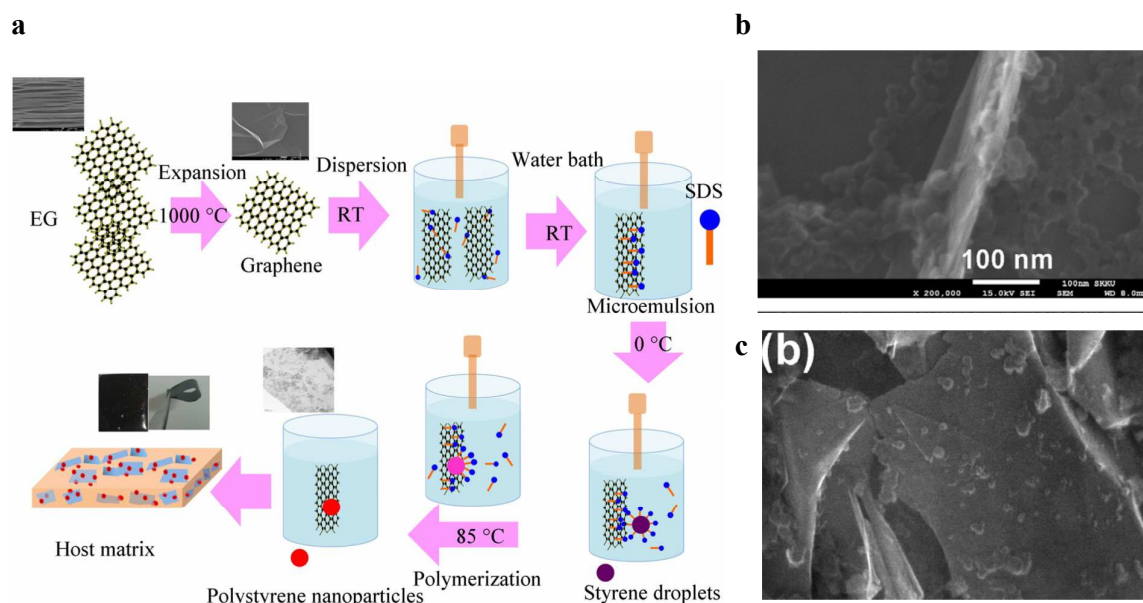 a
b
EG
Expansion
1000 °C
Graphene
Dispersion
RT
Water bath
RT
SDS
Microemulsion
0 °C
Styrene droplets
85 °C
Polymerization
Polystyrene nanoparticles
Host matrix
100 nm
X 200,000 15.0kV SEI SEM WD 8.0m
100nm SKKU
c
(b)